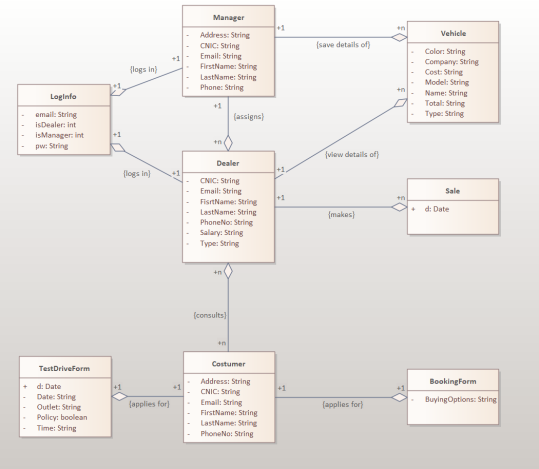 Manager
- Address: String
- CNIC: String
- Email: String
- FirstName: String
- LastName: String
- Phone: String
+1
{save details of}
+n
Vehicle
- Color: String
- Company: String
- Cost: String
- Model: String
- Name: String
- Total: String
- Type: String
+1
{logs in}
+1
LogInfo
- email: String
- isDealer: int
- isManager: int
- pw: String
+1
{assigns}
+n
+n
{view details of}
+1
+1
{logs in}
+1
Dealer
- CNIC: String
- Email: String
- FisrtName: String
- LastName: String
- PhoneNo: String
- Salary: String
- Type: String
+1
{makes}
+n
Sale
+ d: Date
+n
{consults}
+n
TestDriveForm
+ d: Date
- Date: String
- Outlet: String
- Policy: boolean
- Time: String
+1
{applies for}
+1
Costumer
- Address: String
- CNIC: String
- Email: String
- FirstName: String
- LastName: String
- PhoneNo: String
+1
{applies for}
+1
BookingForm
- BuyingOptions: String